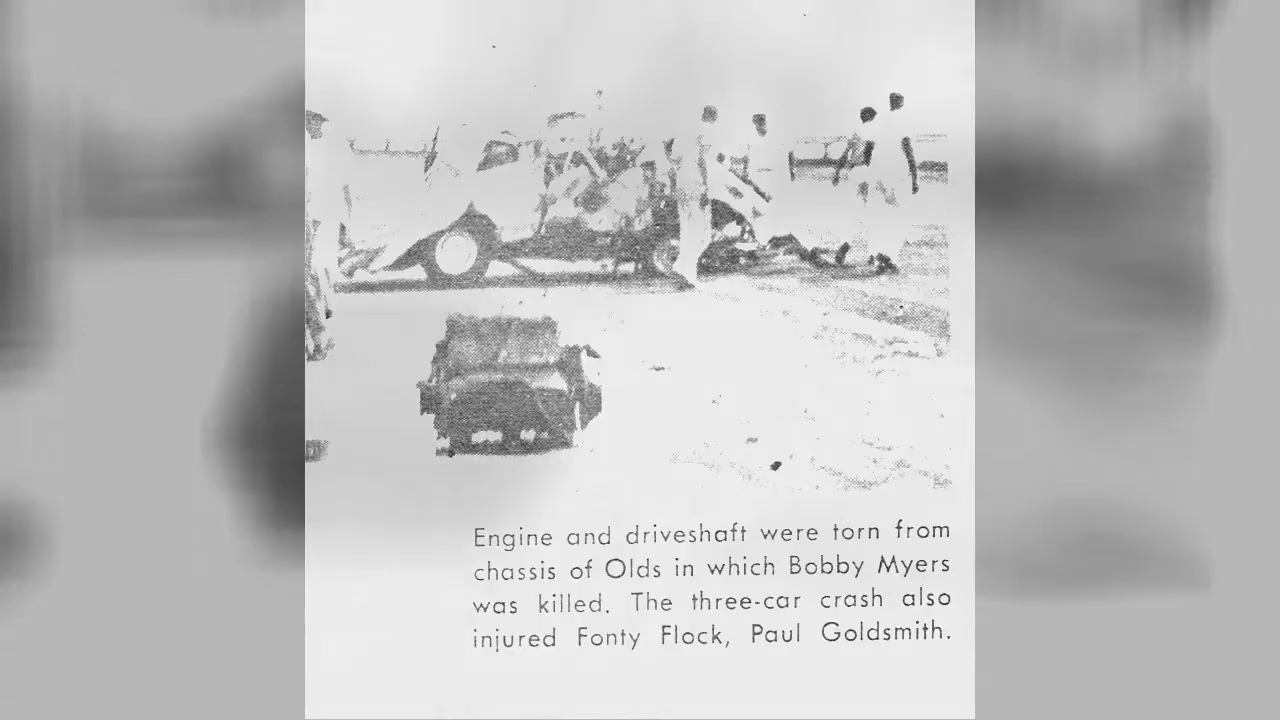 Engine and driveshaft were torn from
chassis of Olds in which Bobby Myers
was killed. The three-car crash also
injured Fonty Flock, Paul Goldsmith.